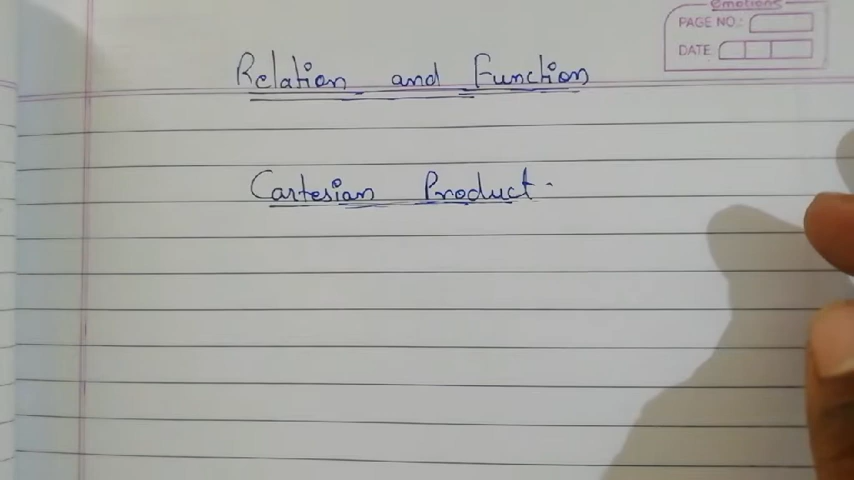 emotions
PAGE NO.:
DATE
Relation and Function
Cartesian Product.